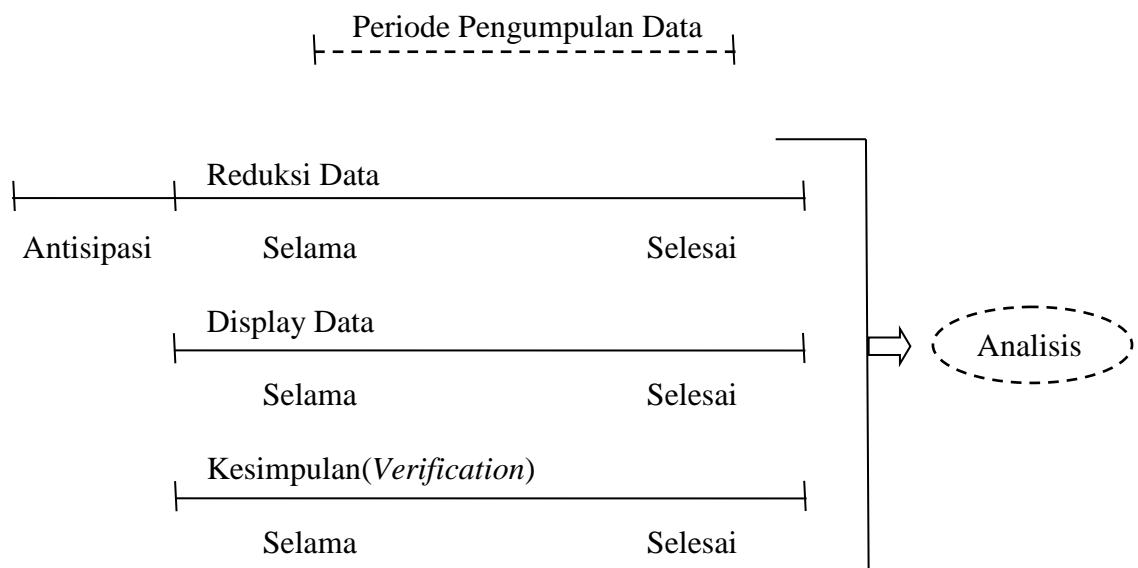 Periode Pengumpulan Data
Reduksi Data
Antisipasi Selama Selesai
Display Data
Selama Selesai
Analisis
Kesimpulan(Verification)
Selama Selesai